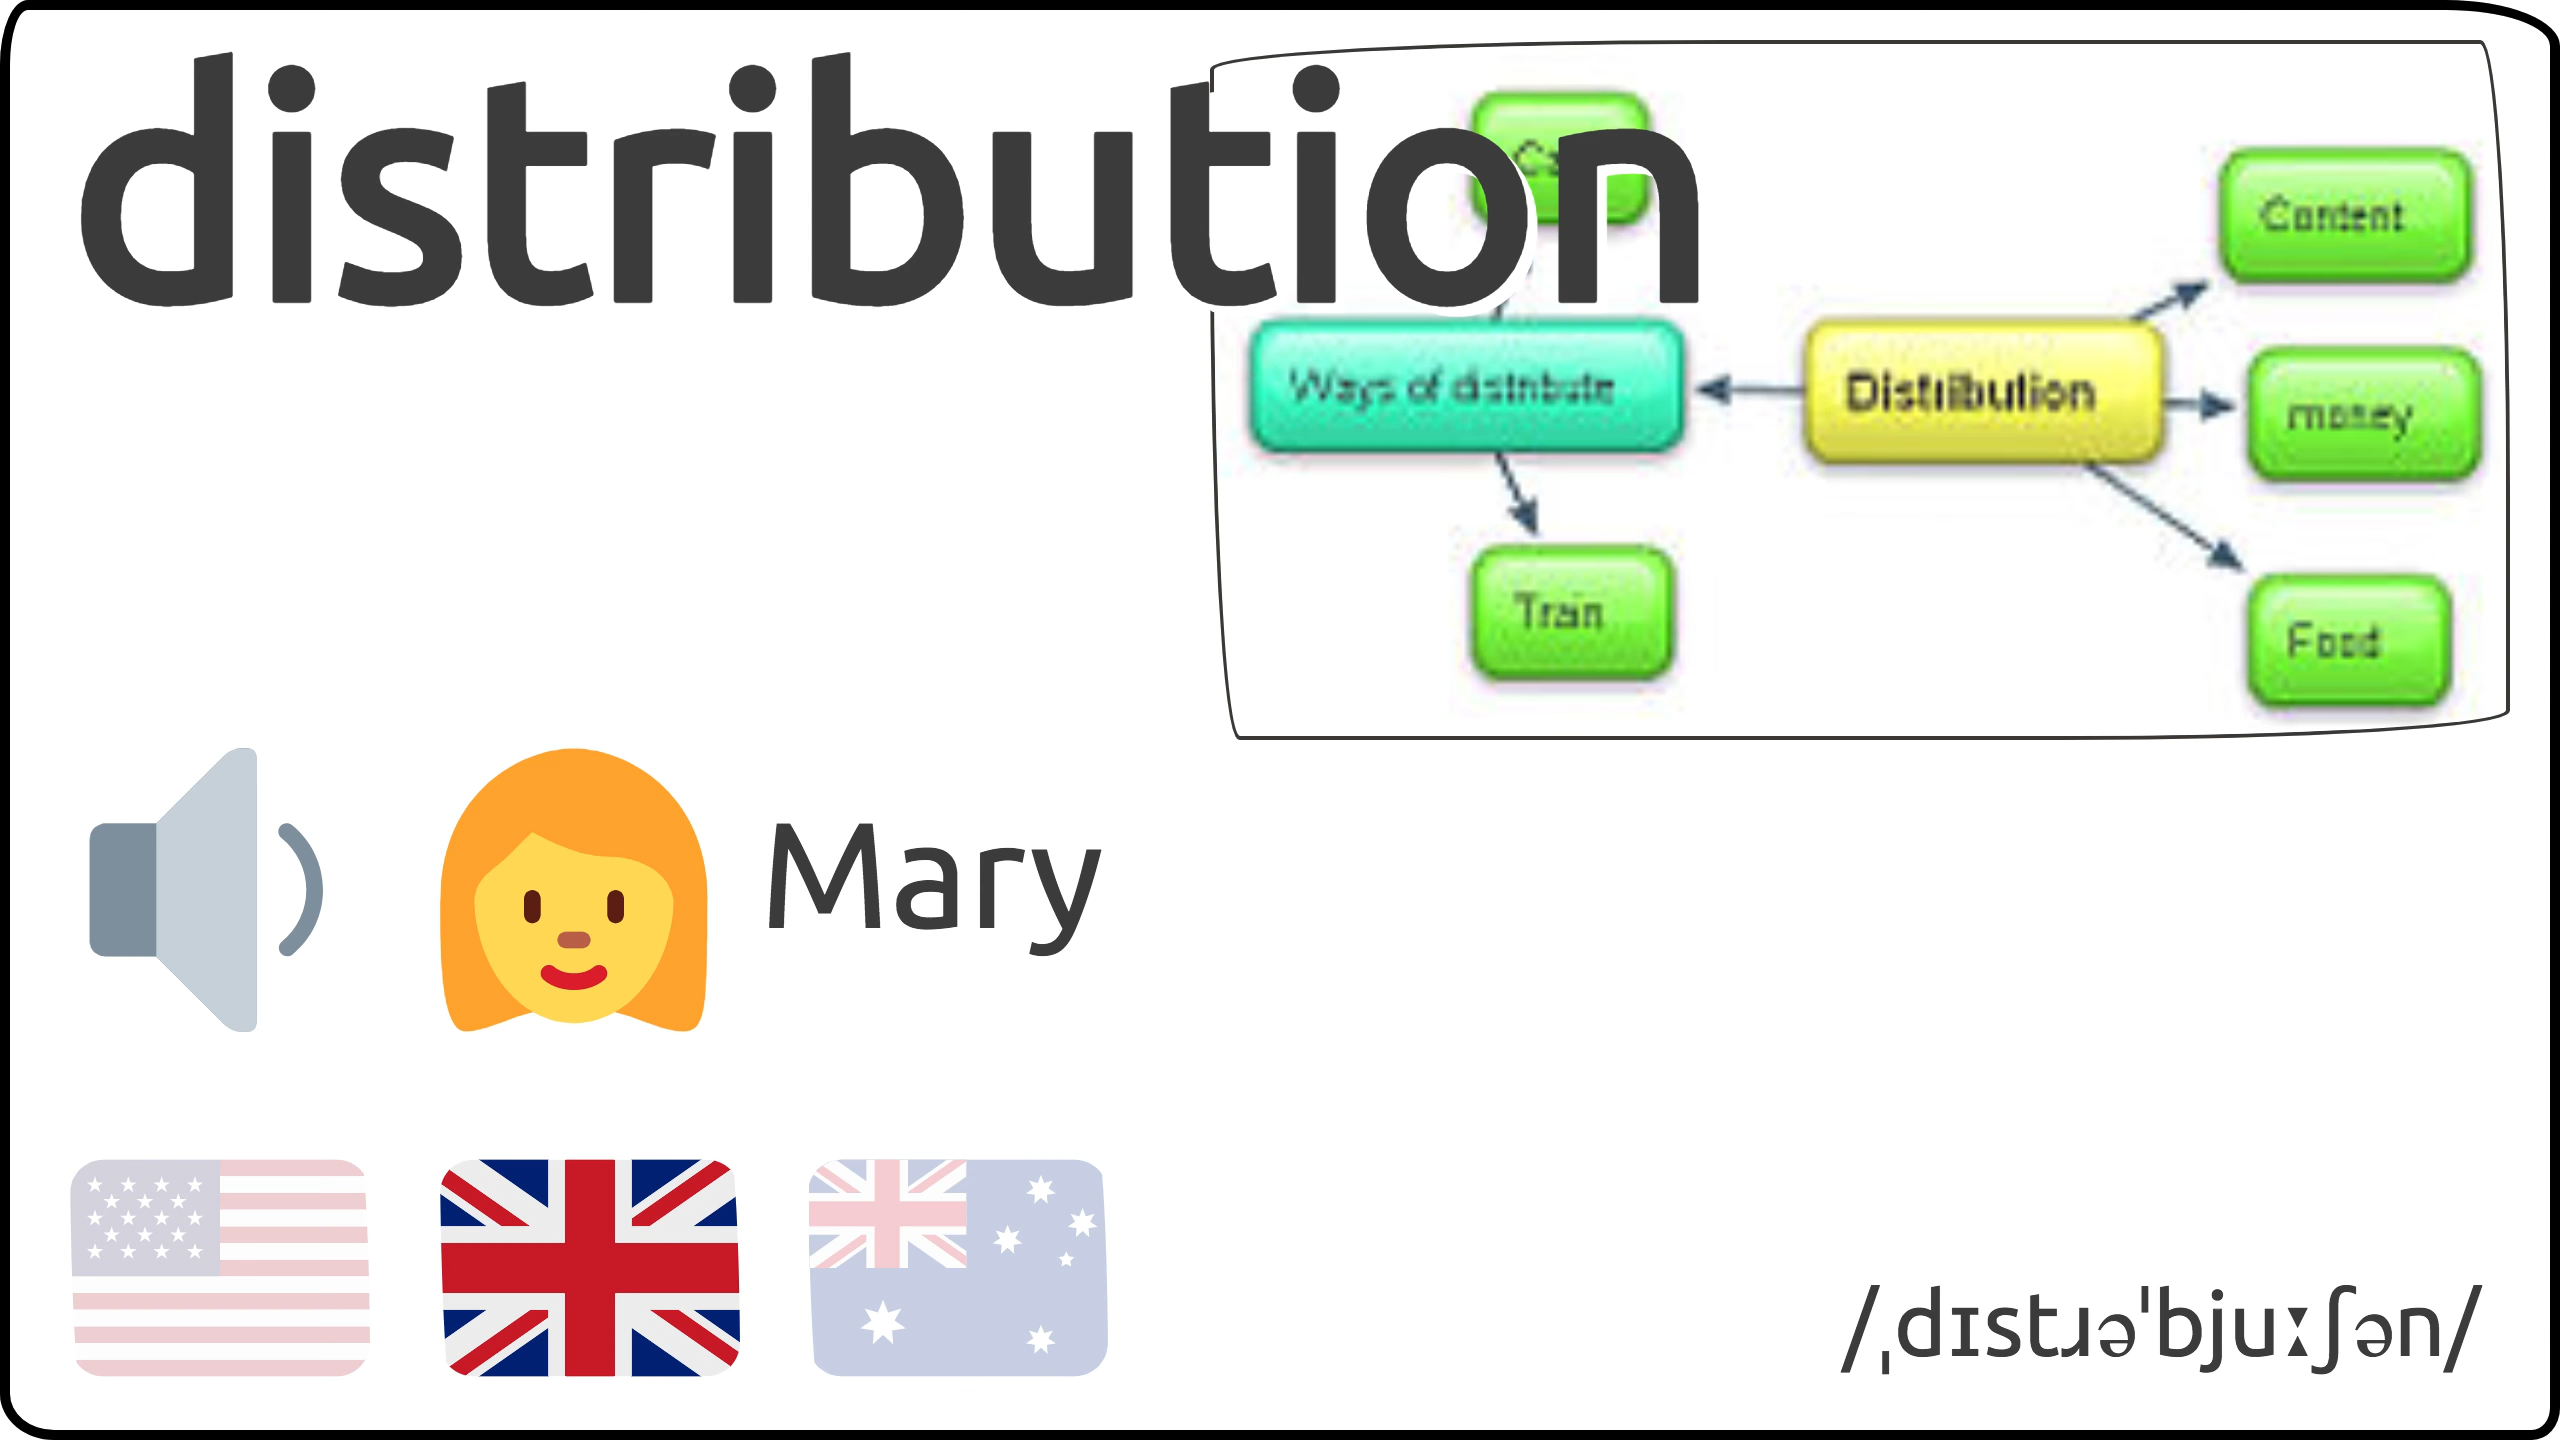 distribution
Content
Ways of distribute
Distribution
money
Train
Food
Mary
/ˌdɪstɹəˈbjuːʃən/